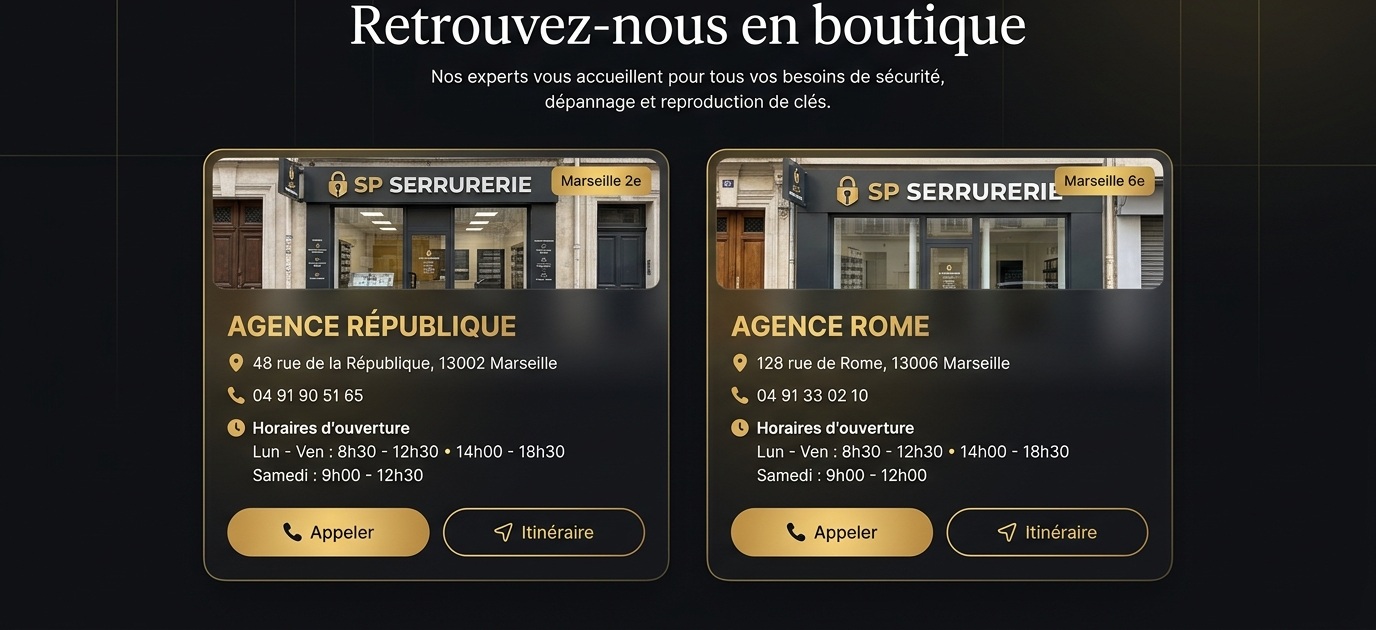 Retrouvez-nous en boutique
Nos experts vous accueillent pour tous vos besoins de sécurité,
dépannage et reproduction de clés.
SP SERRURERIE
Marseille 2e
AGENCE RÉPUBLIQUE
48 rue de la République, 13002 Marseille
04 91 90 51 65
Horaires d'ouverture
Lun - Ven : 8h30 - 12h30 • 14h00 - 18h30
Samedi : 9h00 - 12h30
Appeler
Itinéraire
SP SERRURERIE
Marseille 6e
AGENCE ROME
128 rue de Rome, 13006 Marseille
04 91 33 02 10
Horaires d'ouverture
Lun - Ven : 8h30 - 12h30 • 14h00 - 18h30
Samedi : 9h00 - 12h00
Appeler
Itinéraire